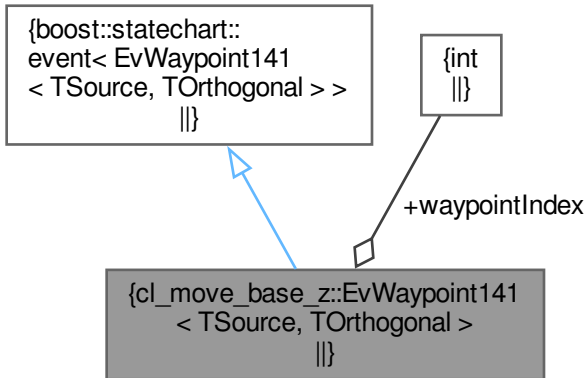 {boost::statechart::
event< EvWaypoint141
< TSource, TOrthogonal > >
||}
{int
||}
+waypointIndex
{cl_move_base_z::EvWaypoint141
< TSource, TOrthogonal >
||}